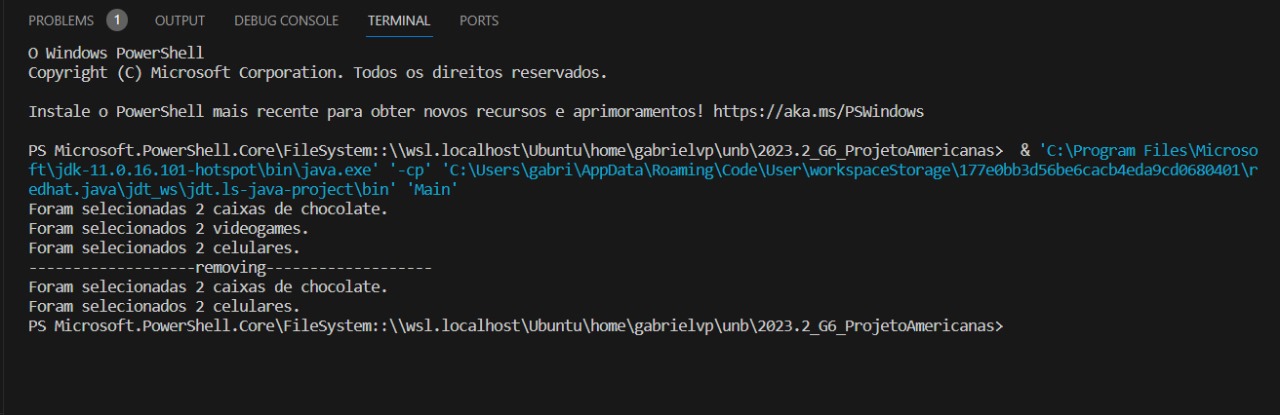 PROBLEMS 1 OUTPUT DEBUG CONSOLE TERMINAL PORTS
O Windows PowerShell
Copyright (C) Microsoft Corporation. Todos os direitos reservados.
Instale o PowerShell mais recente para obter novos recursos e aprimoramentos! https://aka.ms/PSWindows
PS Microsoft.PowerShell.Core\FileSystem::\\wsl.localhost\Ubuntu\home\gabrielvp\unb\2023.2_G6_ProjetoAmericanas>  & 'C:\Program Files\Microso
ft\jdk-11.0.16.101-hotspot\bin\java.exe' '-cp' 'C:\Users\gabri\AppData\Roaming\Code\User\workspaceStorage\177e0bb3d56be6cacb4eda9cd0680401\r
edhat.java\jdt_ws\jdt.ls-java-project\bin' 'Main'
Foram selecionadas 2 caixas de chocolate.
Foram selecionados 2 videogames.
Foram selecionados 2 celulares.
-------------------removing-------------------
Foram selecionadas 2 caixas de chocolate.
Foram selecionados 2 celulares.
PS Microsoft.PowerShell.Core\FileSystem::\\wsl.localhost\Ubuntu\home\gabrielvp\unb\2023.2_G6_ProjetoAmericanas>